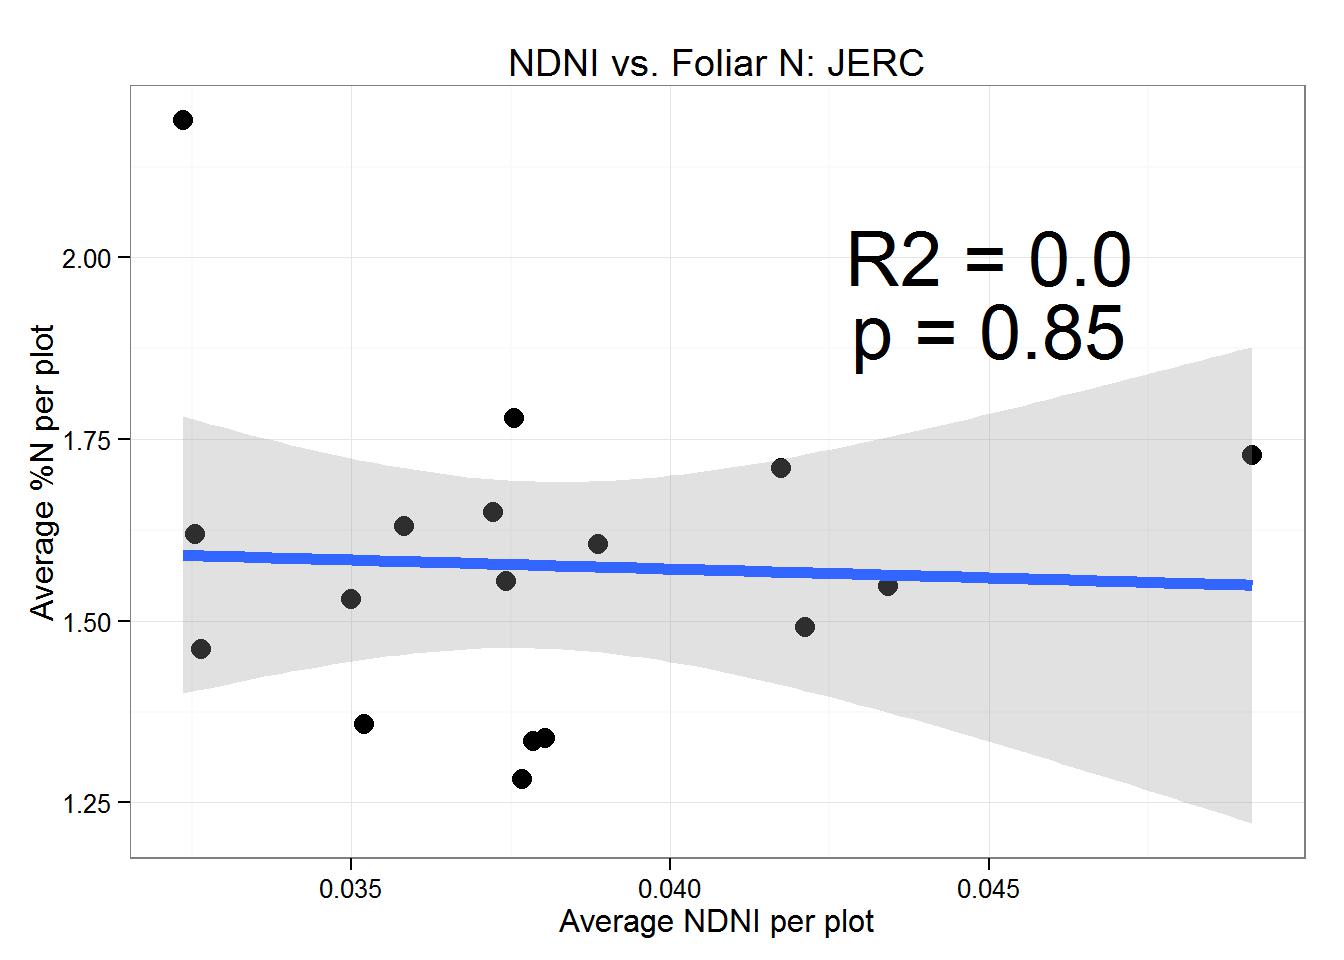 NDNI vs. Foliar N: JERC
R2 = 0.0
p = 0.85
Average %N per plot
2.00
1.75
1.50
1.25
0.035
0.040
0.045
Average NDNI per plot